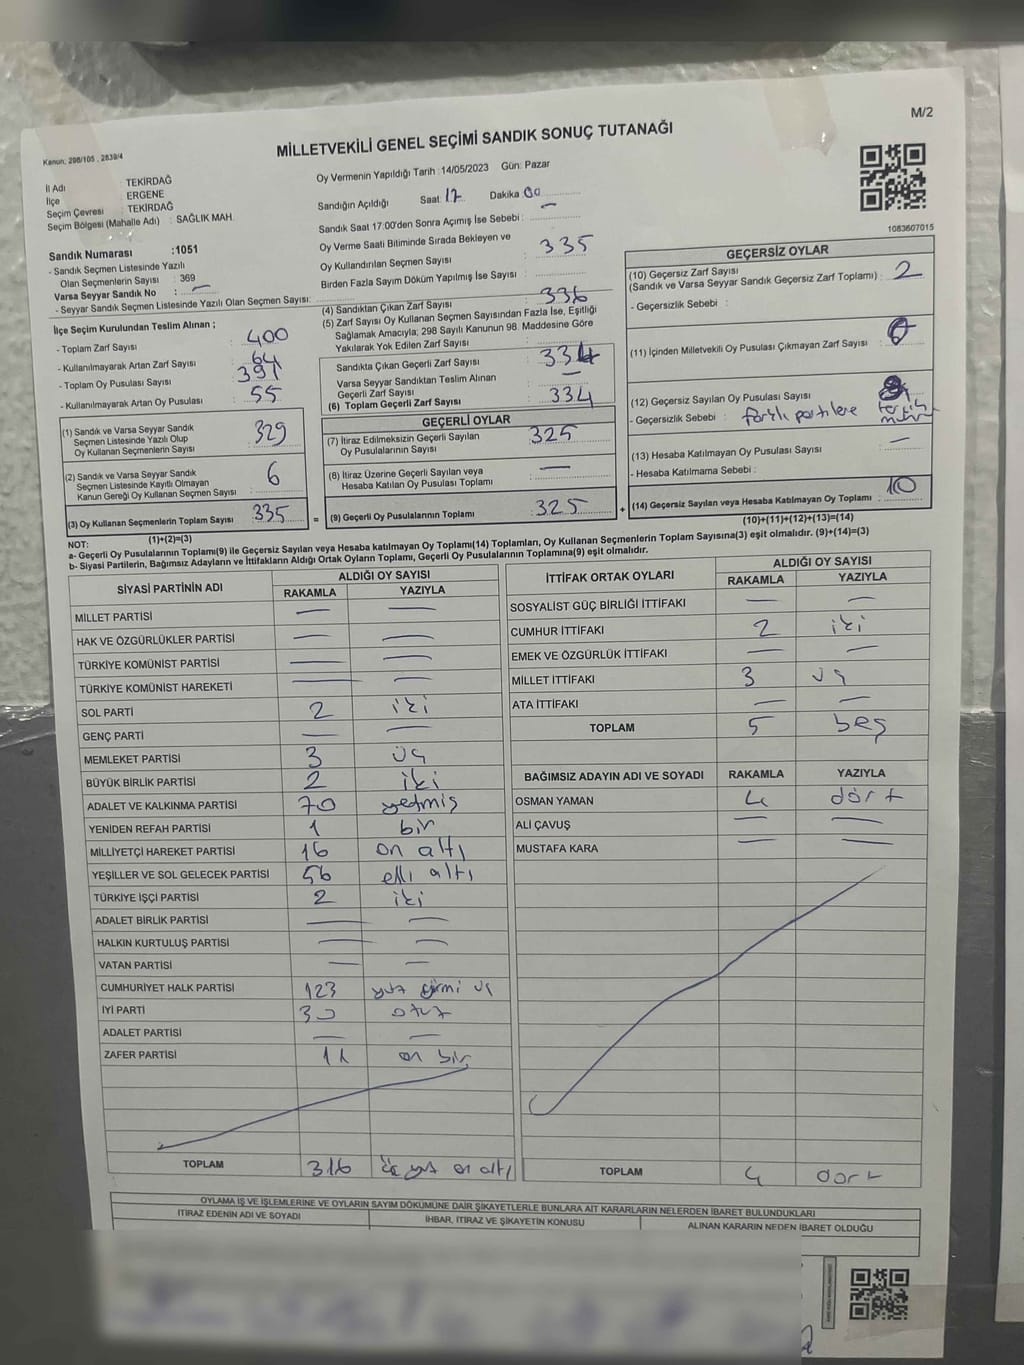 M/2
Kanun; 298/105 , 2839/4
MİLLETVEKİLİ GENEL SEÇİMİ SANDIK SONUÇ TUTANAĞI
İl Adı TEKİRDAĞ
İlçe ERGENE
Seçim Çevresi TEKİRDAĞ
Seçim Bölgesi (Mahalle Adı) : SAĞLIK MAH.
Sandık Numarası :1051
- Sandık Seçmen Listesinde Yazılı
Olan Seçmenlerin Sayısı : 369
Varsa Seyyar Sandık No : —
- Seyyar Sandık Seçmen Listesinde Yazılı Olan Seçmen Sayısı:
Oy Vermenin Yapıldığı Tarih :14/05/2023 Gün: Pazar
Sandığın Açıldığı Saat 17 Dakika 00
Sandık Saat 17:00'den Sonra Açımış İse Sebebi : —
Oy Verme Saati Bitiminde Sırada Bekleyen ve
Oy Kullandırılan Seçmen Sayısı 335
Birden Fazla Sayım Döküm Yapılmış İse Sayısı :
1083607015
İlçe Seçim Kurulundan Teslim Alınan ;
- Toplam Zarf Sayısı : 400
- Kullanılmayarak Artan Zarf Sayısı : 64
- Toplam Oy Pusulası Sayısı : 391
- Kullanılmayarak Artan Oy Pusulası : 55
(1) Sandık ve Varsa Seyyar Sandık
Seçmen Listesinde Yazılı Olup
Oy Kullanan Seçmenlerin Sayısı : 329
(2) Sandık ve Varsa Seyyar Sandık
Seçmen Listesinde Kayıtlı Olmayan
Kanun Gereği Oy Kullanan Seçmen Sayısı : 6
(3) Oy Kullanan Seçmenlerin Toplam Sayısı : 335
(1)+(2)=(3)
(4) Sandıktan Çıkan Zarf Sayısı : 336
(5) Zarf Sayısı Oy Kullanan Seçmen Sayısından Fazla İse, Eşitliği
Sağlamak Amacıyla; 298 Sayılı Kanunun 98. Maddesine Göre
Yakılarak Yok Edilen Zarf Sayısı :
Sandıkta Çıkan Geçerli Zarf Sayısı : 334
Varsa Seyyar Sandıktan Teslim Alınan
Geçerli Zarf Sayısı : —
(6) Toplam Geçerli Zarf Sayısı : 334
GEÇERLİ OYLAR
(7) İtiraz Edilmeksizin Geçerli Sayılan
Oy Pusulasının Sayısı : 325
(8) İtiraz Üzerine Geçerli Sayılan veya
Hesaba Katılan Oy Pusulası Toplamı : —
= (9) Geçerli Oy Pusulalarının Toplamı : 325 +
GEÇERSİZ OYLAR
(10) Geçersiz Zarf Sayısı
(Sandık ve Varsa Seyyar Sandık Geçersiz Zarf Toplamı) : 2
- Geçersizlik Sebebi :
(11) İçinden Milletvekili Oy Pusulası Çıkmayan Zarf Sayısı :
(12) Geçersiz Sayılan Oy Pusulası Sayısı :
- Geçersizlik Sebebi : farklı partilere
(13) Hesaba Katılmayan Oy Pusulası Sayısı : —
- Hesaba Katılmama Sebebi :
(14) Geçersiz Sayılan veya Hesaba Katılmayan Oy Toplamı : 10
(10)+(11)+(12)+(13)=(14)
NOT:
a- Geçerli Oy Pusulalarının Toplamı(9) ile Geçersiz Sayılan veya Hesaba katılmayan Oy Toplamı(14) Toplamları, Oy Kullanan Seçmenlerin Toplam Sayısına(3) eşit olmalıdır. (9)+(14)=(3)
b- Siyasi Partilerin, Bağımsız Adayların ve İttifakların Aldığı Ortak Oyların Toplamı, Geçerli Oy Pusulalarının Toplamına(9) eşit olmalıdır.
SİYASİ PARTİNİN ADI ALDIĞI OY SAYISI
RAKAMLA YAZIYLA
MİLLET PARTİSİ — —
HAK VE ÖZGÜRLÜKLER PARTİSİ — —
TÜRKİYE KOMÜNİST PARTİSİ — —
TÜRKİYE KOMÜNİST HAREKETİ — —
SOL PARTİ 2 iki
GENÇ PARTİ — —
MEMLEKET PARTİSİ 3 üç
BÜYÜK BİRLİK PARTİSİ 2 iki
ADALET VE KALKINMA PARTİSİ 70 yetmiş
YENİDEN REFAH PARTİSİ 1 bir
MİLLİYETÇİ HAREKET PARTİSİ 16 on altı
YEŞİLLER VE SOL GELECEK PARTİSİ 56 elli altı
TÜRKİYE İŞÇİ PARTİSİ 2 iki
ADALET BİRLİK PARTİSİ — —
HALKIN KURTULUŞ PARTİSİ — —
VATAN PARTİSİ — —
CUMHURİYET HALK PARTİSİ 123 yüz yirmi üç
İYİ PARTİ 30 otuz
ADALET PARTİSİ — —
ZAFER PARTİSİ 11 on bir
TOPLAM 316 üç yüz on altı
İTTİFAK ORTAK OYLARI ALDIĞI OY SAYISI
RAKAMLA YAZIYLA
SOSYALİST GÜÇ BİRLİĞİ İTTİFAKI — —
CUMHUR İTTİFAKI 2 iki
EMEK VE ÖZGÜRLÜK İTTİFAKI — —
MİLLET İTTİFAKI 3 üç
ATA İTTİFAKI — —
TOPLAM 5 beş
BAĞIMSIZ ADAYIN ADI VE SOYADI RAKAMLA YAZIYLA
OSMAN YAMAN 4 dört
ALİ ÇAVUŞ — —
MUSTAFA KARA — —
TOPLAM 4 dört
OYLAMA İŞ VE İŞLEMLERİNE VE OYLARIN SAYIM DÖKÜMÜNE DAİR ŞİKAYETLERLE BUNLARA AİT KARARLARIN NELERDEN İBARET BULUNDUKLARI
İTİRAZ EDENİN ADI VE SOYADI İHBAR, İTİRAZ VE ŞİKAYETİN KONUSU ALINAN KARARIN NEDEN İBARET OLDUĞU